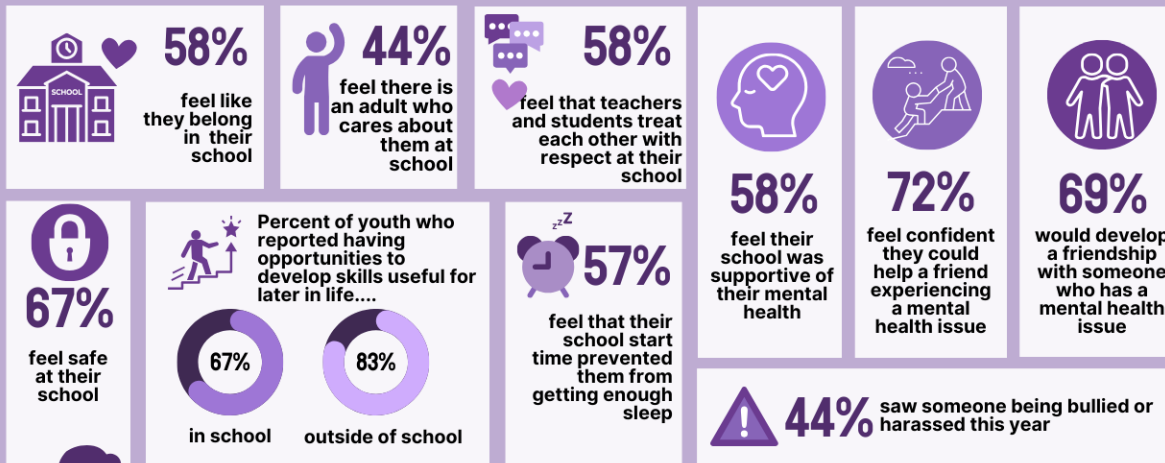 SCHOOL
58%
feel like
they belong
in their
school
44%
feel there is
an adult who
cares about
them at
school
58%
feel that teachers
and students treat
each other with
respect at their
school
58%
feel their
school was
supportive of
their mental
health
72%
feel confident
they could
help a friend
experiencing
a mental
health issue
69%
would develop
a friendship
with someone
who has a
mental health
issue
67%
feel safe
at their
school
Percent of youth who
reported having
opportunities to
develop skills useful for
later in life....
67%
in school
83%
outside of school
zzZ
57%
feel that their
school start
time prevented
them from
getting enough
sleep
44%
saw someone being bullied or
harassed this year